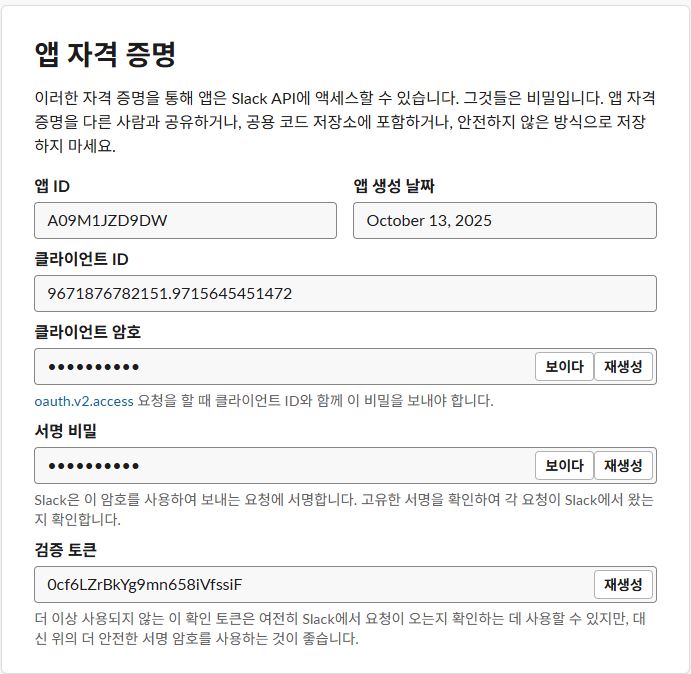 앱 자격 증명
이러한 자격 증명을 통해 앱은 Slack API에 액세스할 수 있습니다. 그것들은 비밀입니다. 앱 자격
증명을 다른 사람과 공유하거나, 공용 코드 저장소에 포함하거나, 안전하지 않은 방식으로 저장
하지 마세요.
앱 ID
앱 생성 날짜
A09M1JZD9DW
October 13, 2025
클라이언트 ID
9671876782151.9715645451472
클라이언트 암호
●●●●●●●●●●
보이다
재생성
oauth.v2.access 요청을 할 때 클라이언트 ID와 함께 이 비밀을 보내야 합니다.
서명 비밀
●●●●●●●●●●
보이다
재생성
Slack은 이 암호를 사용하여 보내는 요청에 서명합니다. 고유한 서명을 확인하여 각 요청이 Slack에서 왔는
지 확인합니다.
검증 토큰
0cf6LZrBkYg9mn658iVfssiF
재생성
더 이상 사용되지 않는 이 확인 토큰은 여전히 Slack에서 요청이 오는지 확인하는 데 사용할 수 있지만, 대
신 위의 더 안전한 서명 암호를 사용하는 것이 좋습니다.